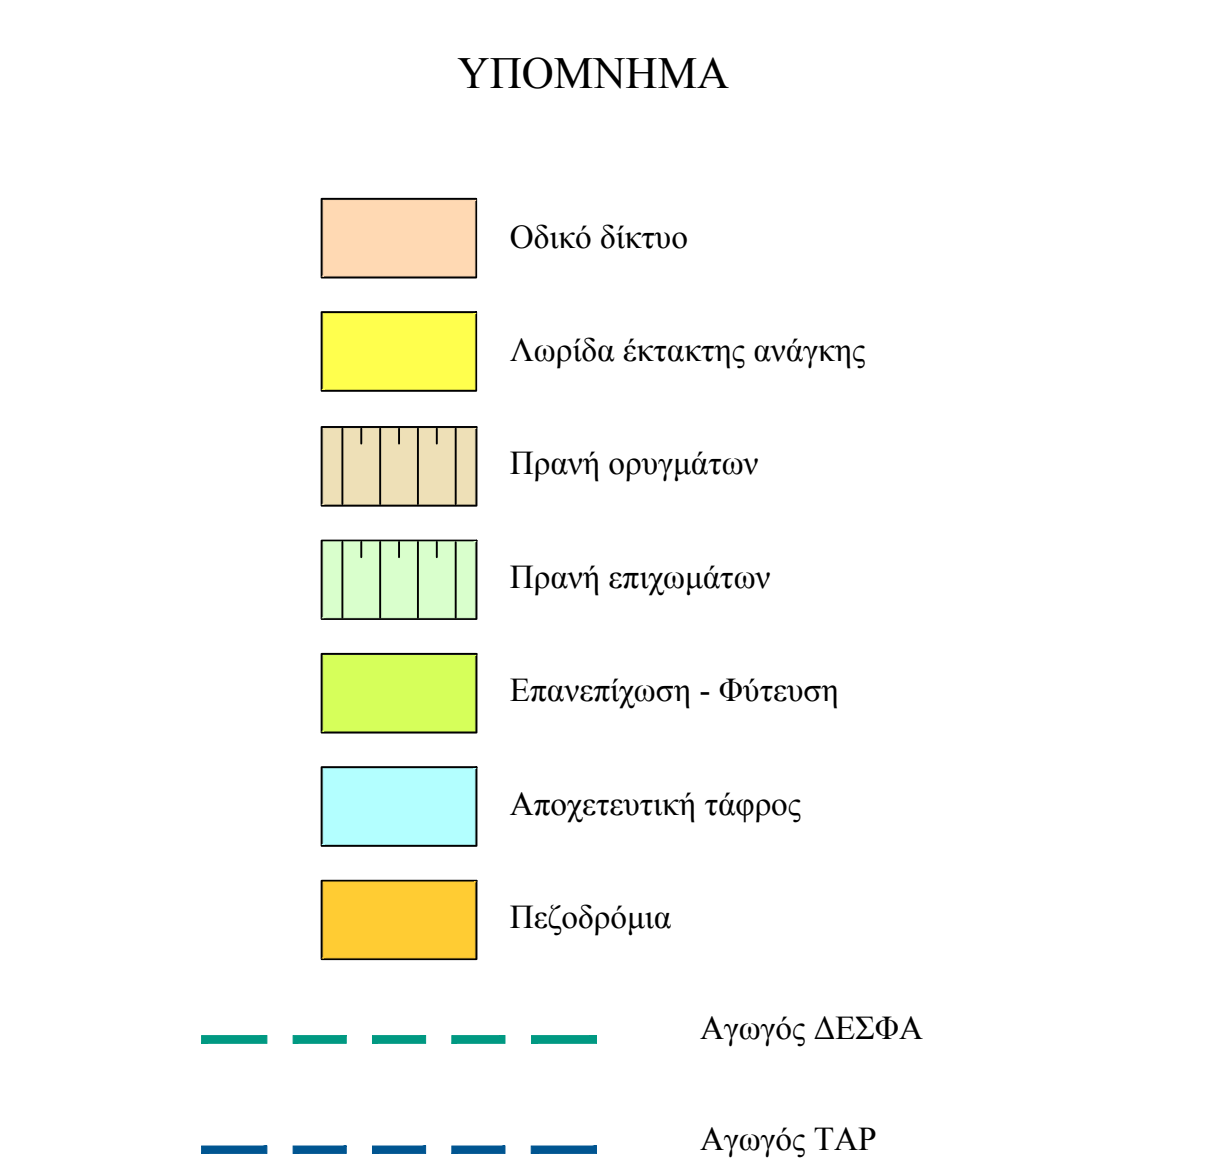 ΥΠΟΜΝΗΜΑ
Οδικό δίκτυο
Λωρίδα έκτακτης ανάγκης
Πρανή ορυγμάτων
Πρανή επιχωμάτων
Επανεπίχωση - Φύτευση
Αποχετευτική τάφρος
Πεζοδρόμια
Αγωγός ΔΕΣΦΑ
Αγωγός TAP